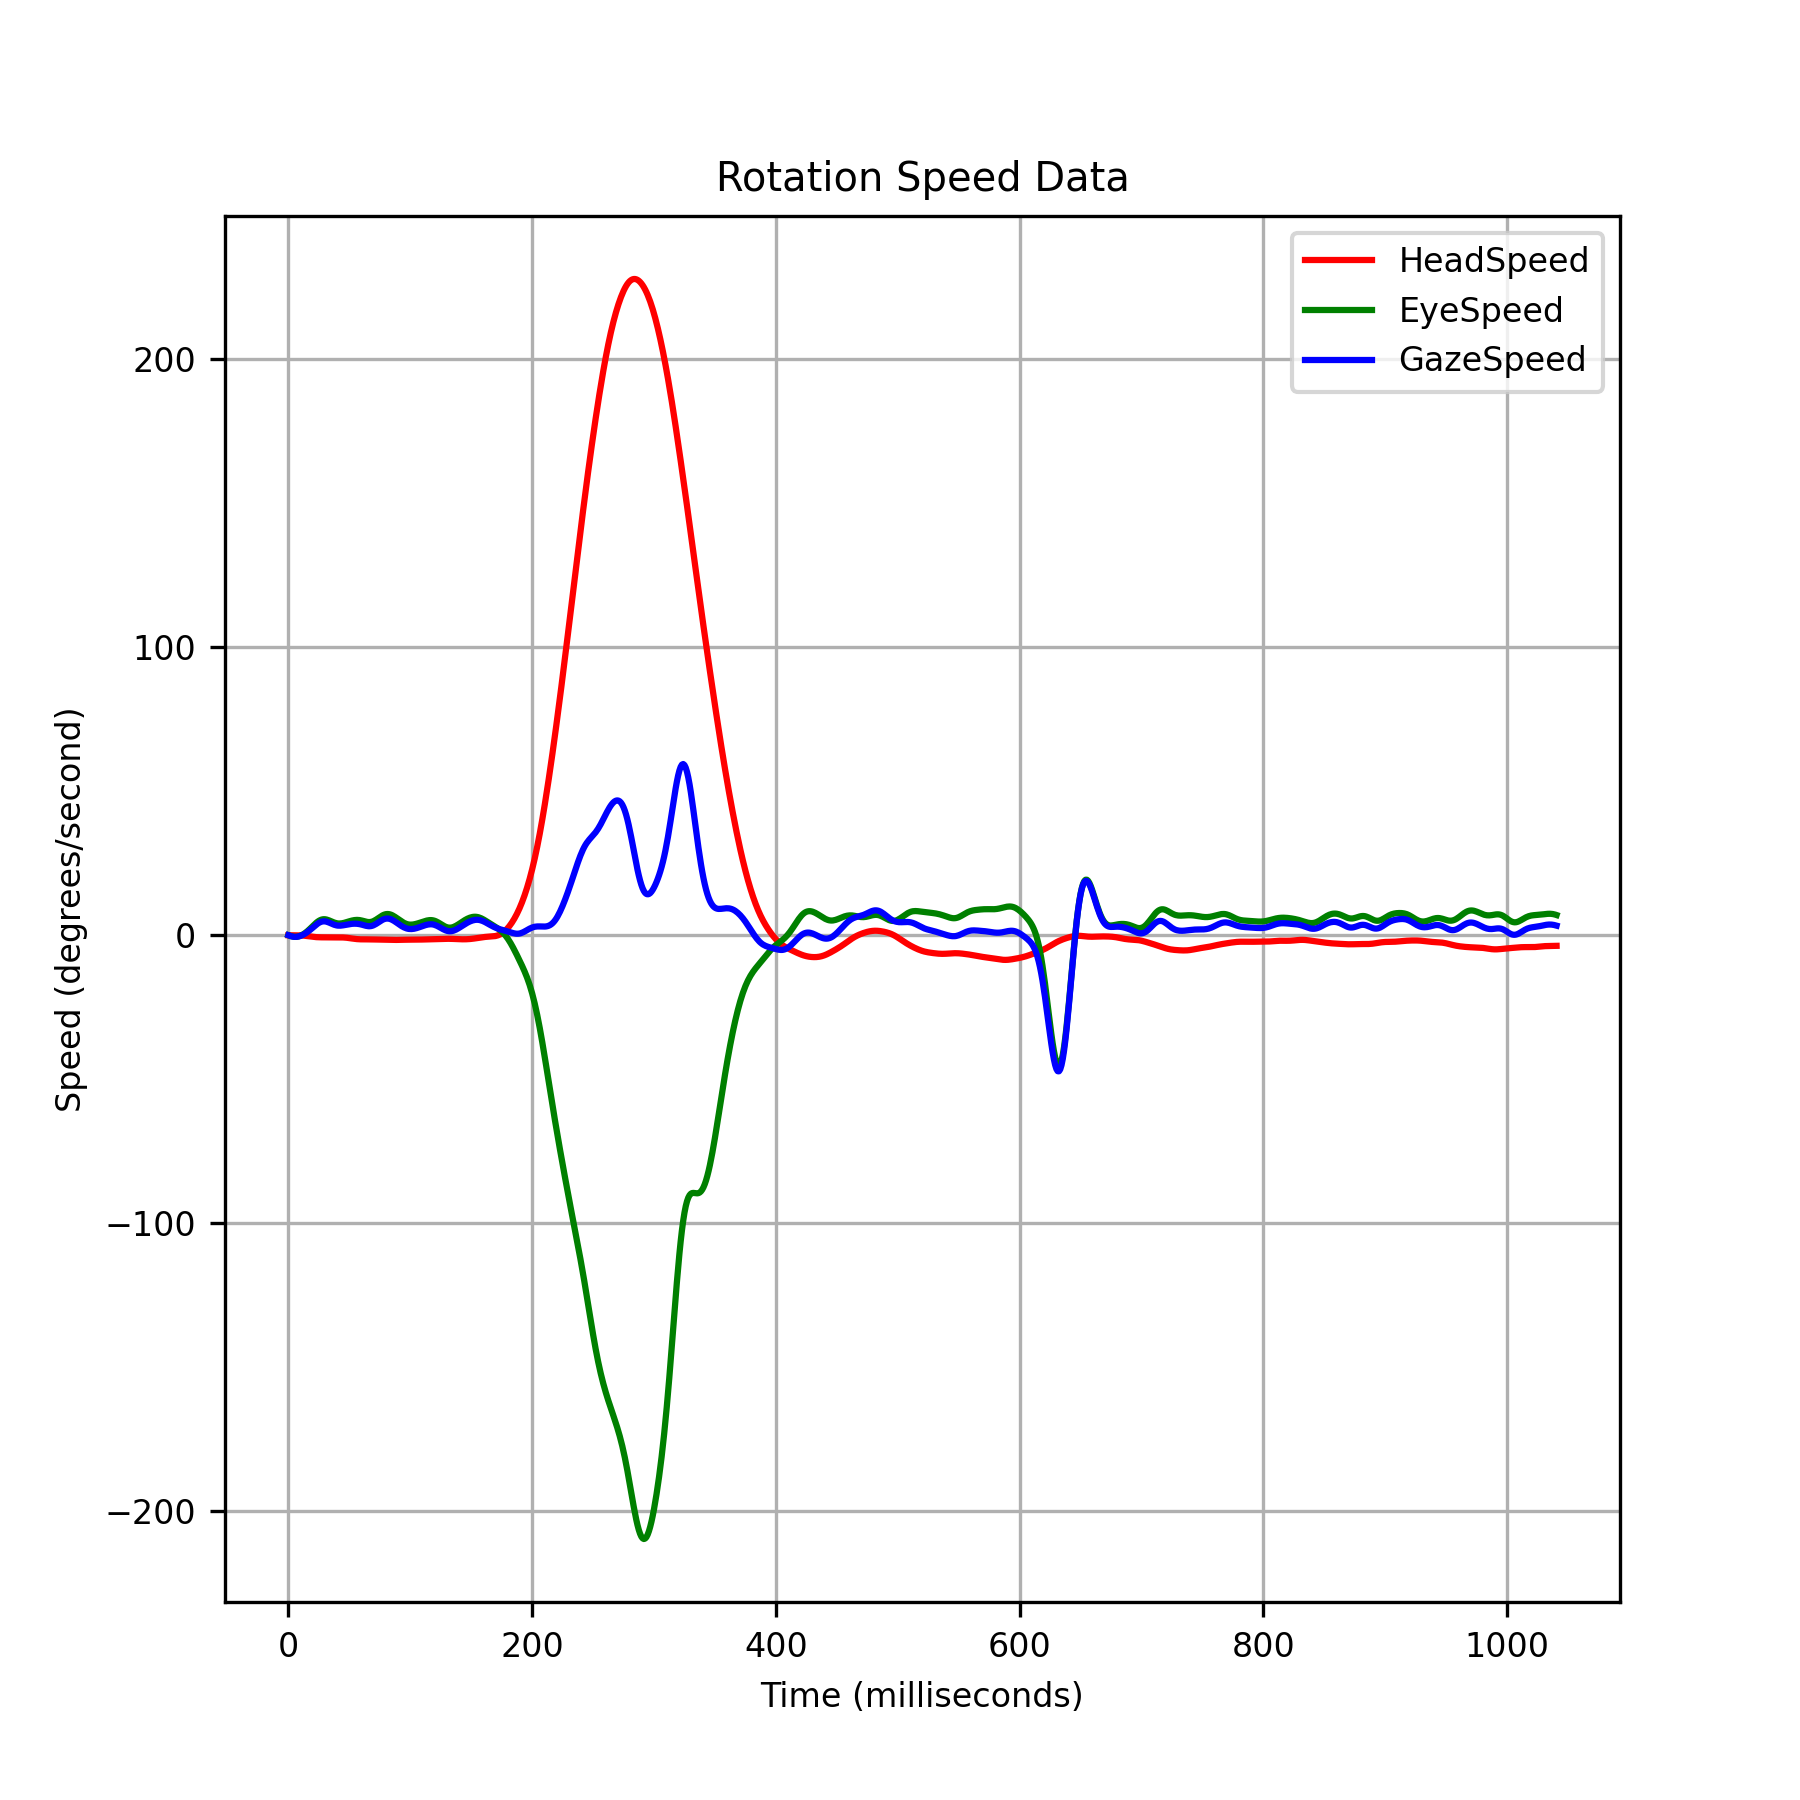 Rotation Speed Data
HeadSpeed
EyeSpeed
GazeSpeed
Speed (degrees/second)
200
100
0
−100
−200
0 200 400 600 800 1000
Time (milliseconds)